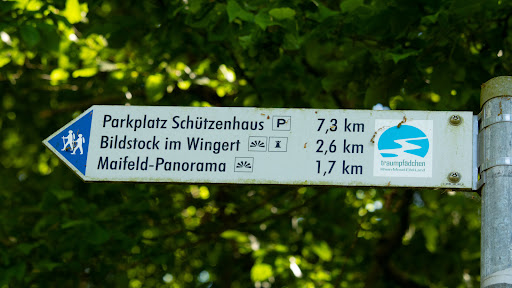 Parkplatz Schützenhaus P 7,3 km
Bildstock im Wingert 2,6 km
Maifeld-Panorama 1,7 km
traumpfädchen